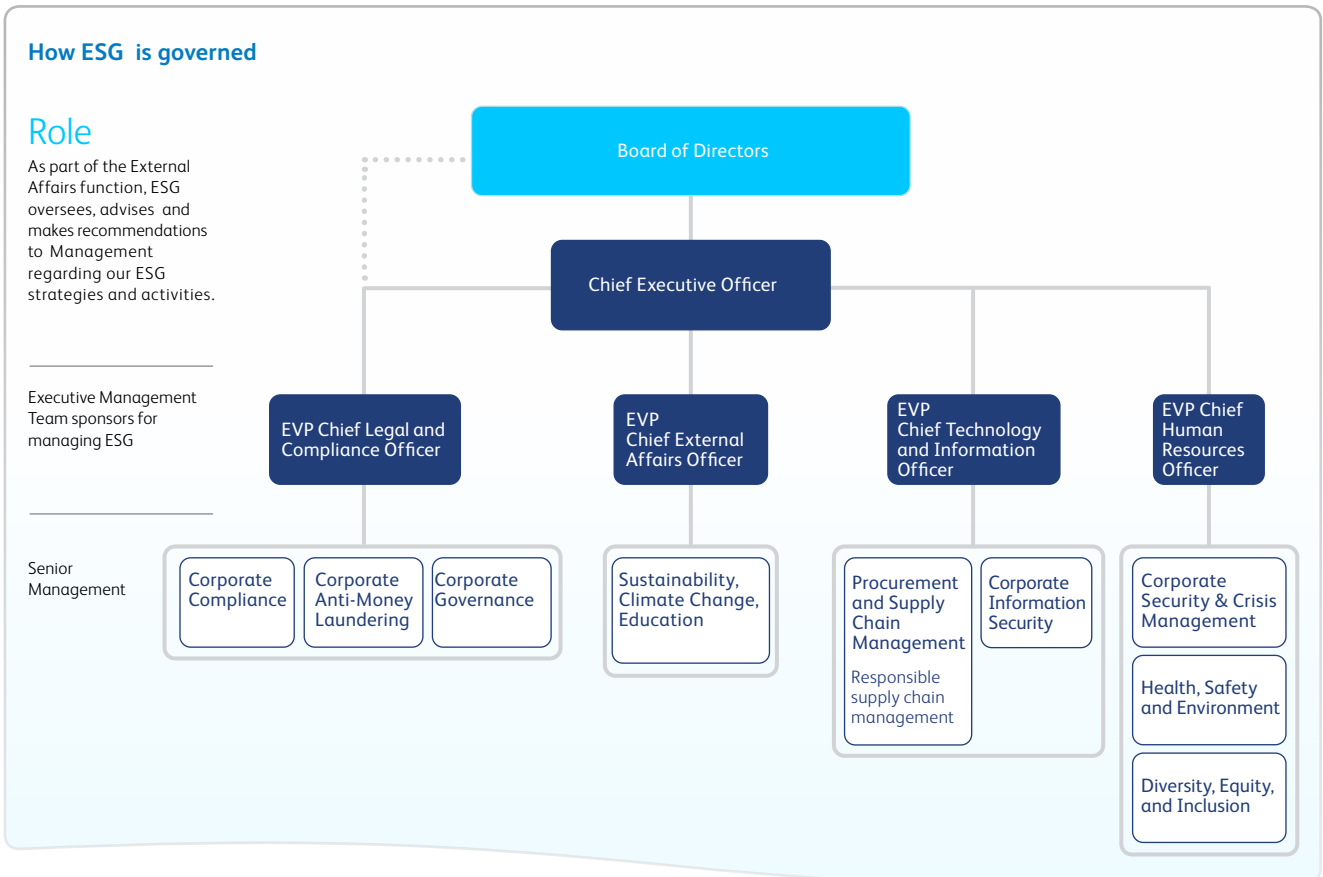 How ESG is governed
Role
As part of the External
Affairs function, ESG
oversees, advises and
makes recommendations
to Management
regarding our ESG
strategies and activities.
Board of Directors
Chief Executive Officer
Executive Management
Team sponsors for
managing ESG
EVP Chief Legal and
Compliance Officer
EVP
Chief External
Affairs Officer
EVP
Chief Technology
and Information
Officer
EVP Chief
Human
Resources
Officer
Senior
Management
Corporate
Compliance
Corporate
Anti-Money
Laundering
Corporate
Governance
Sustainability,
Climate Change,
Education
Procurement
and Supply
Chain
Management
Responsible
supply chain
management
Corporate
Information
Security
Corporate
Security & Crisis
Management
Health, Safety
and Environment
Diversity, Equity,
and Inclusion